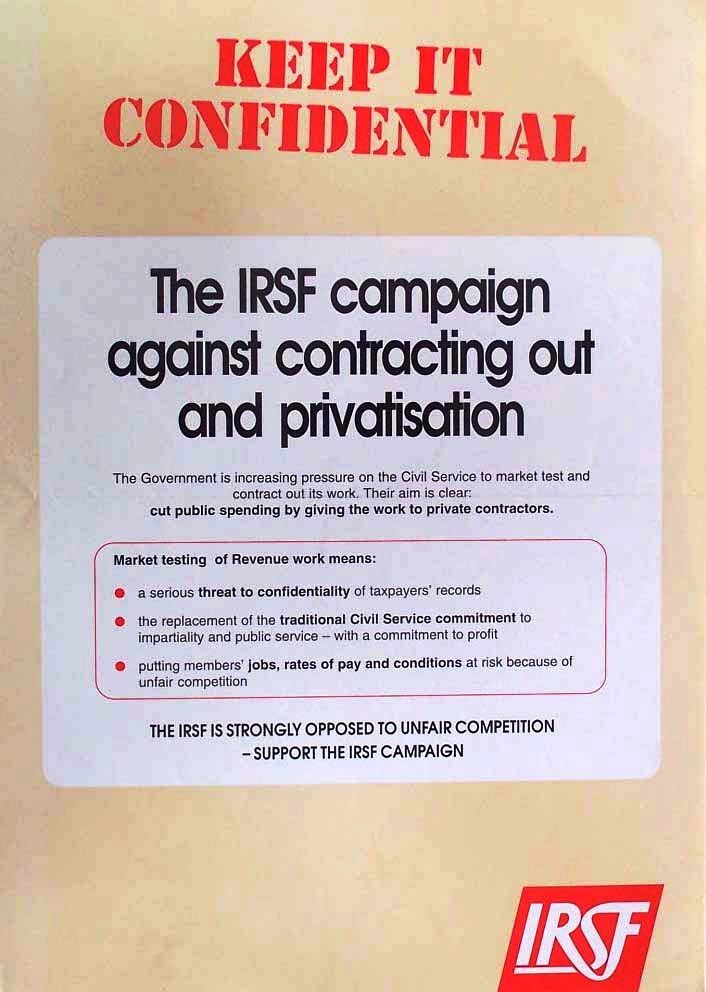 KEEP IT
CONFIDENTIAL
The IRSF campaign
against contracting out
and privatisation
The Government is increasing pressure on the Civil Service to market test and
contract out its work. Their aim is clear:
cut public spending by giving the work to private contractors.
Market testing of Revenue work means:
● a serious threat to confidentiality of taxpayers' records
● the replacement of the traditional Civil Service commitment to
impartiality and public service – with a commitment to profit
● putting members' jobs, rates of pay and conditions at risk because of
unfair competition
THE IRSF IS STRONGLY OPPOSED TO UNFAIR COMPETITION
– SUPPORT THE IRSF CAMPAIGN
IRSF